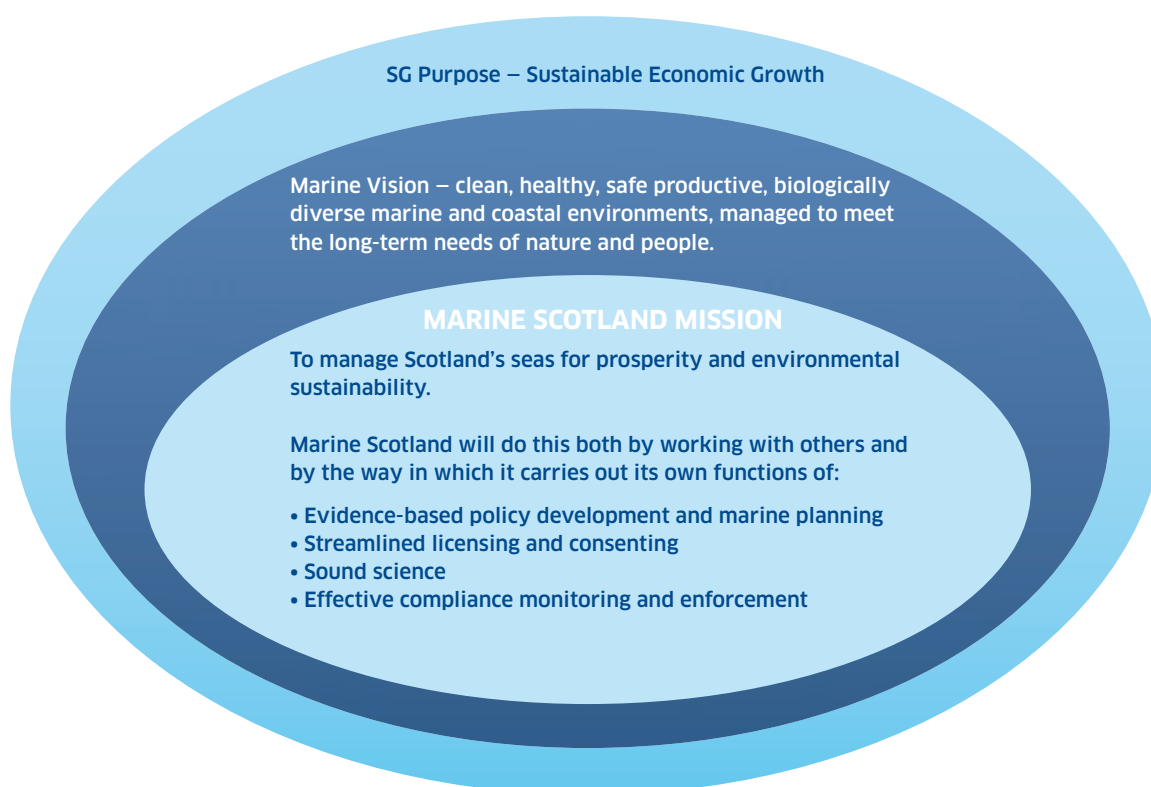 SG Purpose – Sustainable Economic Growth
Marine Vision – clean, healthy, safe productive, biologically
diverse marine and coastal environments, managed to meet
the long-term needs of nature and people.
MARINE SCOTLAND MISSION
To manage Scotland’s seas for prosperity and environmental
sustainability.
Marine Scotland will do this both by working with others and
by the way in which it carries out its own functions of:
• Evidence-based policy development and marine planning
• Streamlined licensing and consenting
• Sound science
• Effective compliance monitoring and enforcement